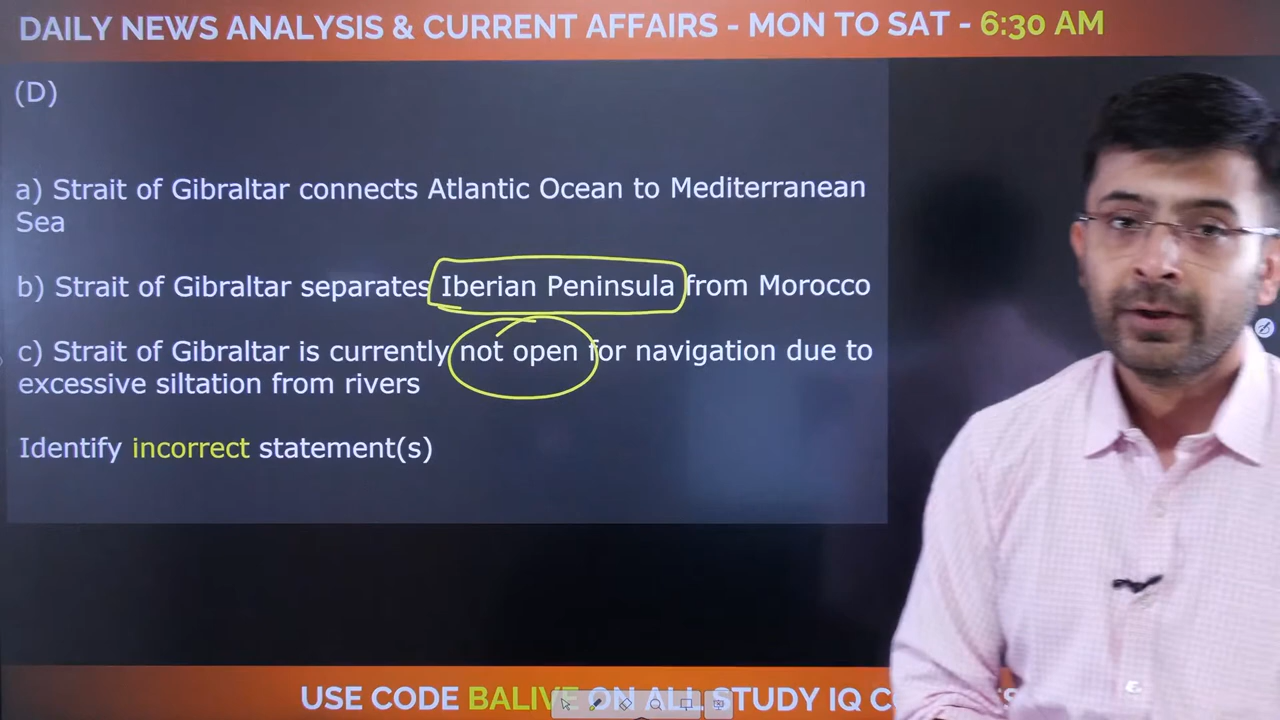 DAILY NEWS ANALYSIS & CURRENT AFFAIRS - MON TO SAT - 6:30 AM
(D)
a) Strait of Gibraltar connects Atlantic Ocean to Mediterranean
Sea
b) Strait of Gibraltar separates Iberian Peninsula from Morocco
c) Strait of Gibraltar is currently not open for navigation due to
excessive siltation from rivers
Identify incorrect statement(s)
USE CODE BALIVE ON ALL STUDY IQ